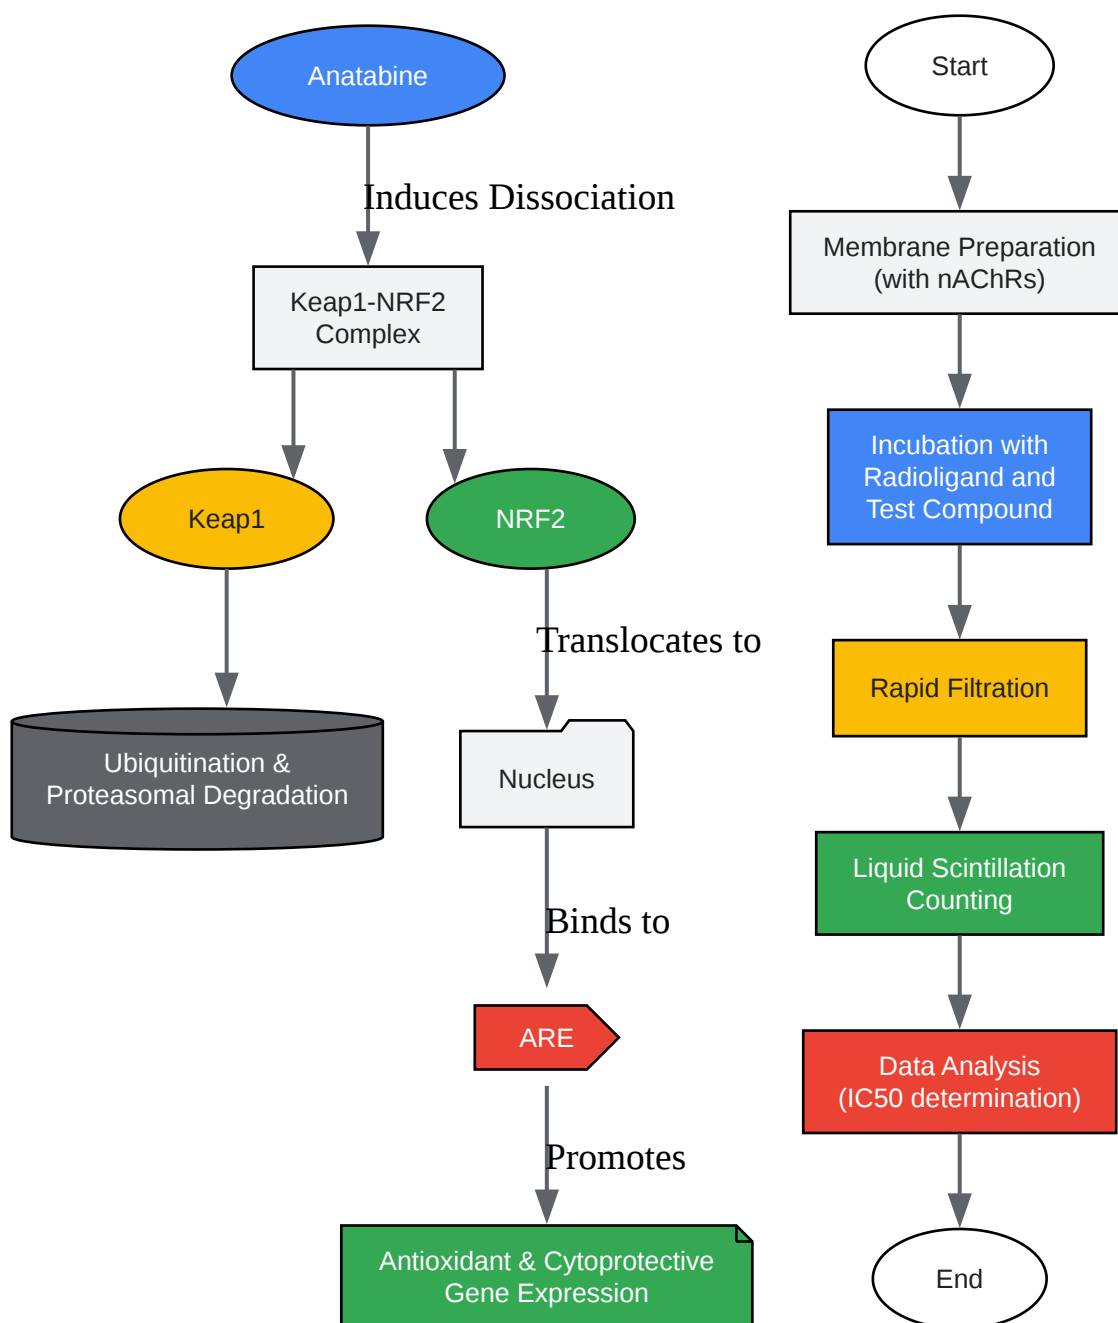 Anatabine
Induces Dissociation
Keap1-NRF2
Complex
Keap1
NRF2
Translocates to
Ubiquitination &
Proteasomal Degradation
Nucleus
Binds to
ARE
Promotes
Antioxidant & Cytoprotective
Gene Expression
Start
Membrane Preparation
(with nAChRs)
Incubation with
Radioligand and
Test Compound
Rapid Filtration
Liquid Scintillation
Counting
Data Analysis
(IC50 determination)
End